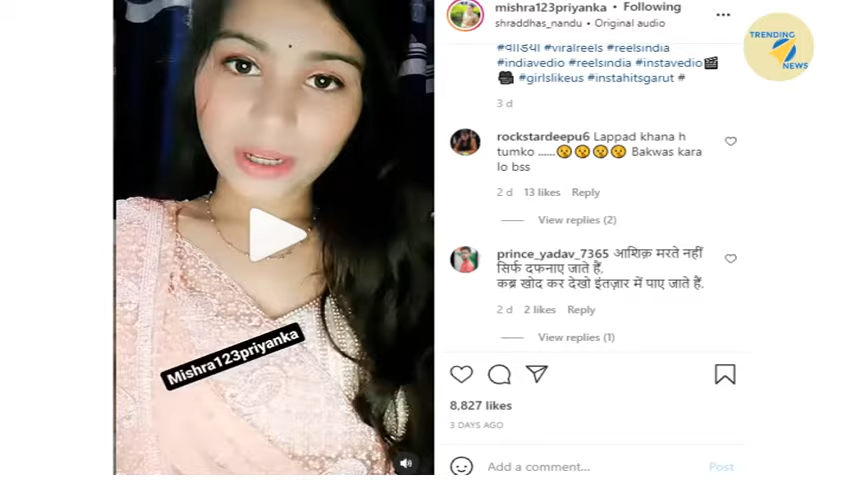 mishra123priyanka • Following
shraddhas_nandu • Original audio
TRENDING
NEWS
#वीडियो #viralreels #reelsindia
#indiavedio #reelsindia #instavedio🎬
🎥 #girlslikeus #instahitsgarut #
3 d
rockstardeepu6 Lappad khana h
tumko ......😮😮😮😮 Bakwas kara
lo bss
2 d 13 likes Reply
View replies (2)
prince_yadav_7365 आशिक़ मरते नहीं
सिर्फ दफनाए जाते हैं,
कब्र खोद कर देखो इंतज़ार में पाए जाते हैं.
2 d 2 likes Reply
View replies (1)
Mishra123priyanka
8,827 likes
3 DAYS AGO
Add a comment...
Post